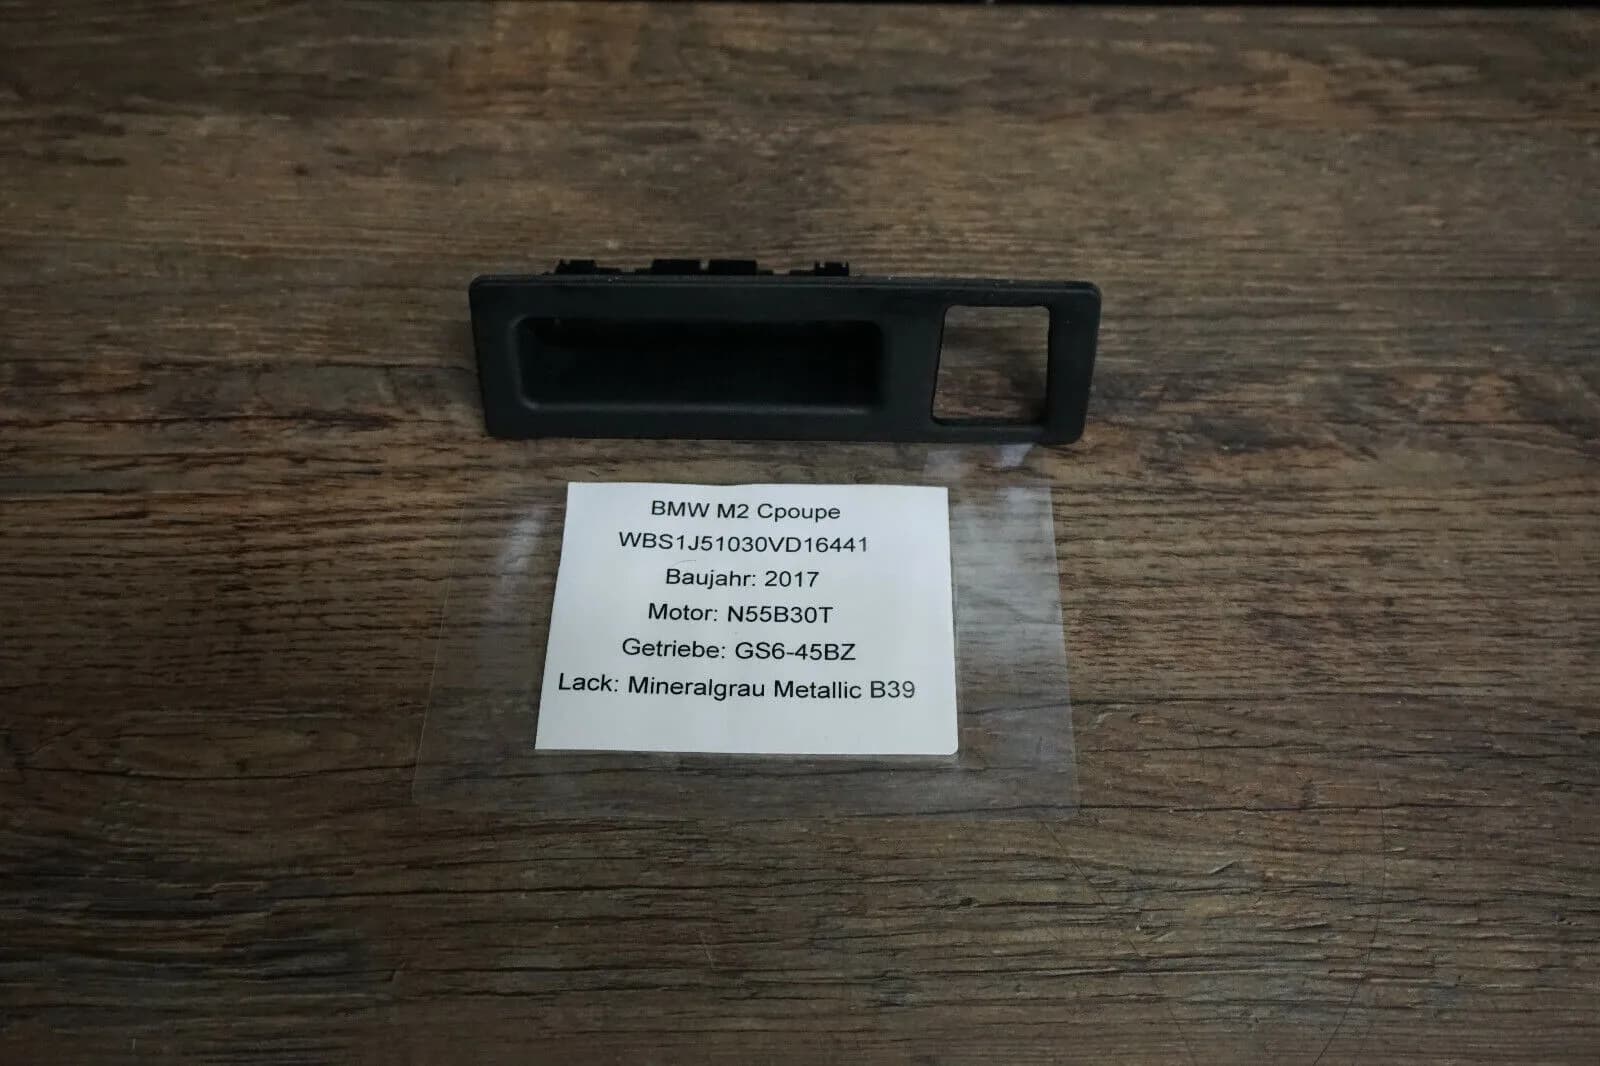 BMW M2 Cpoupe
WBS1J51030VD16441
Baujahr: 2017
Motor: N55B30T
Getriebe: GS6-45BZ
Lack: Mineralgrau Metallic B39